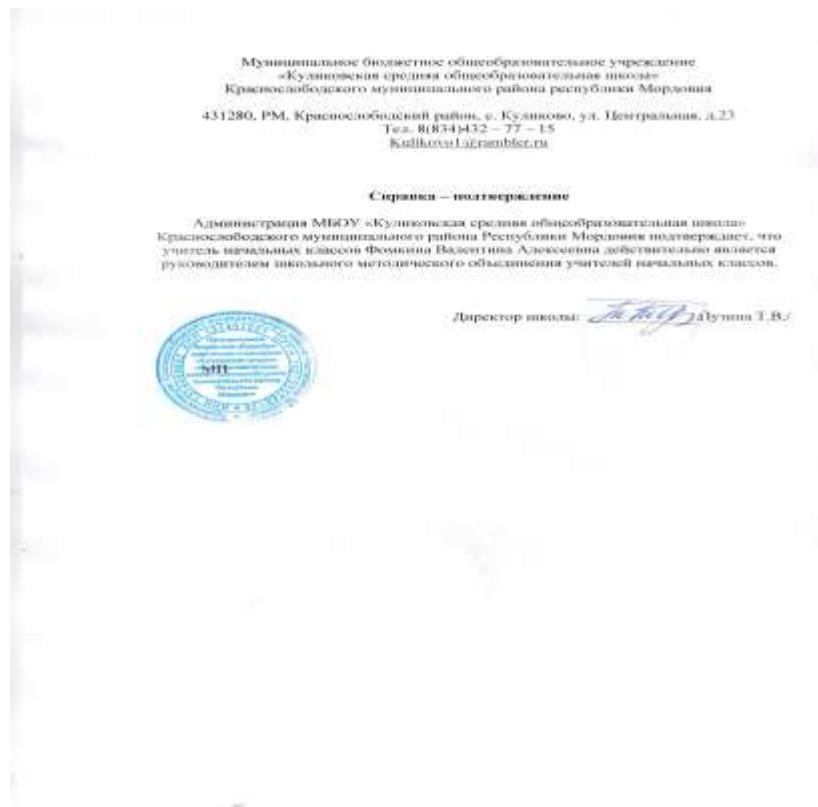 Муниципальное бюджетное общеобразовательное учреждение
«Куликовская средняя общеобразовательная школа»
Краснослободского муниципального района республики Мордовия
431280, РМ, Краснослободский район, с. Куликово, ул. Центральная, д.23
Тел. 8(834)432 – 77 – 15
Kulikovo1@rambler.ru
Справка – подтверждение
Администрация МБОУ «Куликовская средняя общеобразовательная школа»
Краснослободского муниципального района Республики Мордовия подтверждает, что
учитель начальных классов Фомкина Валентина Алексеевна действительно является
руководителем школьного методического объединения учителей начальных классов.
Директор школы: Т.В./
МП